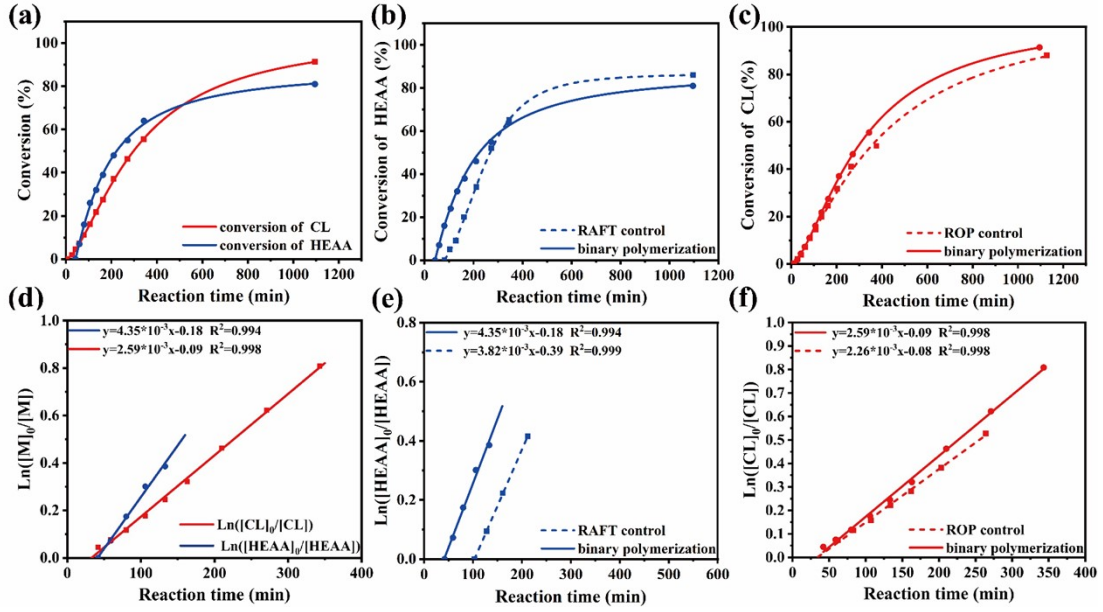 (a)
Conversion (%)
100
80
60
40
20
0
conversion of CL
conversion of HEAA
0 200 400 600 800 1000 1200
Reaction time (min)
(b)
Conversion of HEAA (%)
100
80
60
40
20
0
RAFT control
binary polymerization
0 200 400 600 800 1000 1200
Reaction time (min)
(c)
Conversion of CL(%)
100
80
60
40
20
0
ROP control
binary polymerization
0 200 400 600 800 1000 1200
Reaction time (min)
(d)
Ln([M]₀/[M])
1.0
0.8
0.6
0.4
0.2
0.0
y=4.35*10⁻³x-0.18 R²=0.994
y=2.59*10⁻³x-0.09 R²=0.998
Ln([CL]₀/[CL])
Ln([HEAA]₀/[HEAA])
0 100 200 300 400
Reaction time (min)
(e)
Ln([HEAA]₀/[HEAA])
0.8
0.6
0.4
0.2
0.0
y=4.35*10⁻³x-0.18 R²=0.994
y=3.82*10⁻³x-0.39 R²=0.999
RAFT control
binary polymerization
0 100 200 300 400
Reaction time (min)
(f)
Ln([CL]₀/[CL])
1.0
0.9
0.8
0.7
0.6
0.5
0.4
0.3
0.2
0.1
0.0
y=2.59*10⁻³x-0.09 R²=0.998
y=2.26*10⁻³x-0.08 R²=0.998
ROP control
binary polymerization
0 50 100 150 200 250 300 350 400
Reaction time (min)